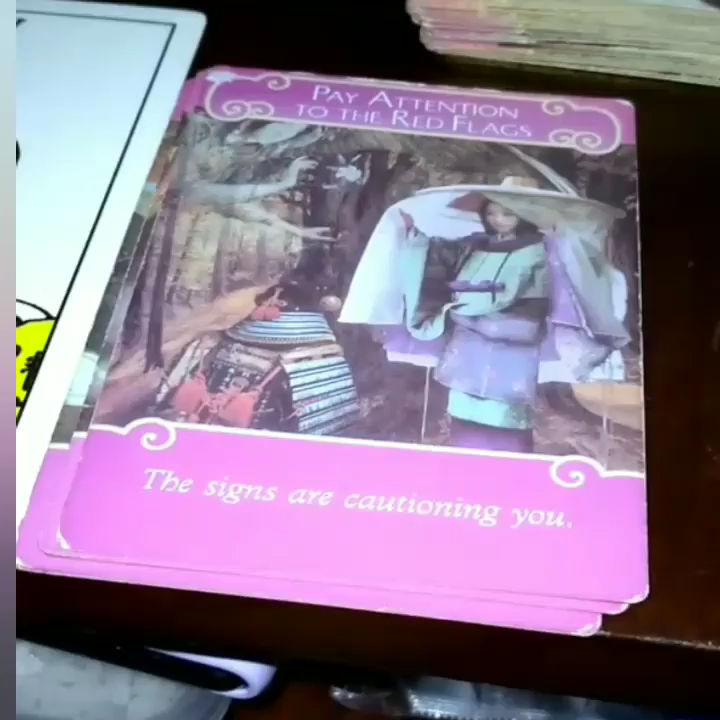 PAY ATTENTION
TO THE RED FLAGS
The signs are cautioning you.